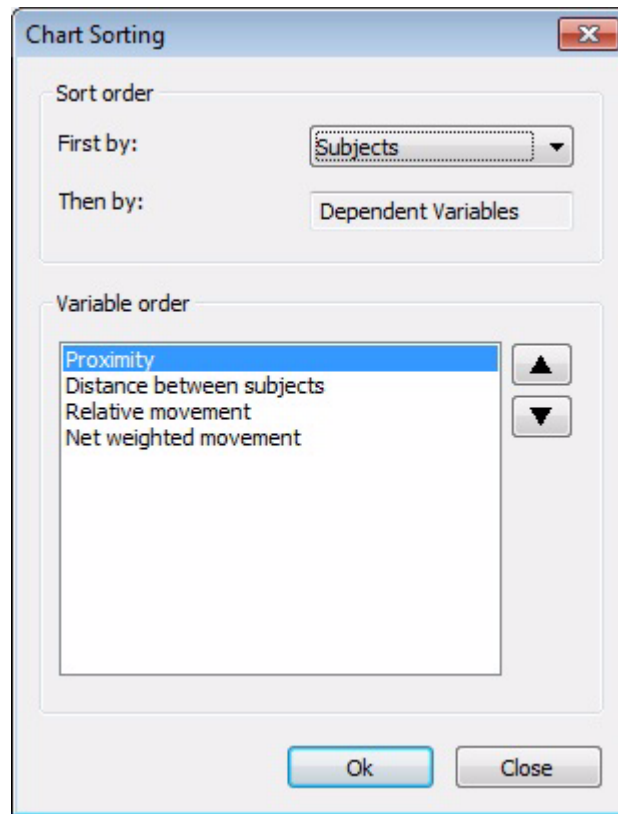 Chart Sorting
Sort order
First by:
Subjects
Then by:
Dependent Variables
Variable order
Proximity
Distance between subjects
Relative movement
Net weighted movement
Ok
Close